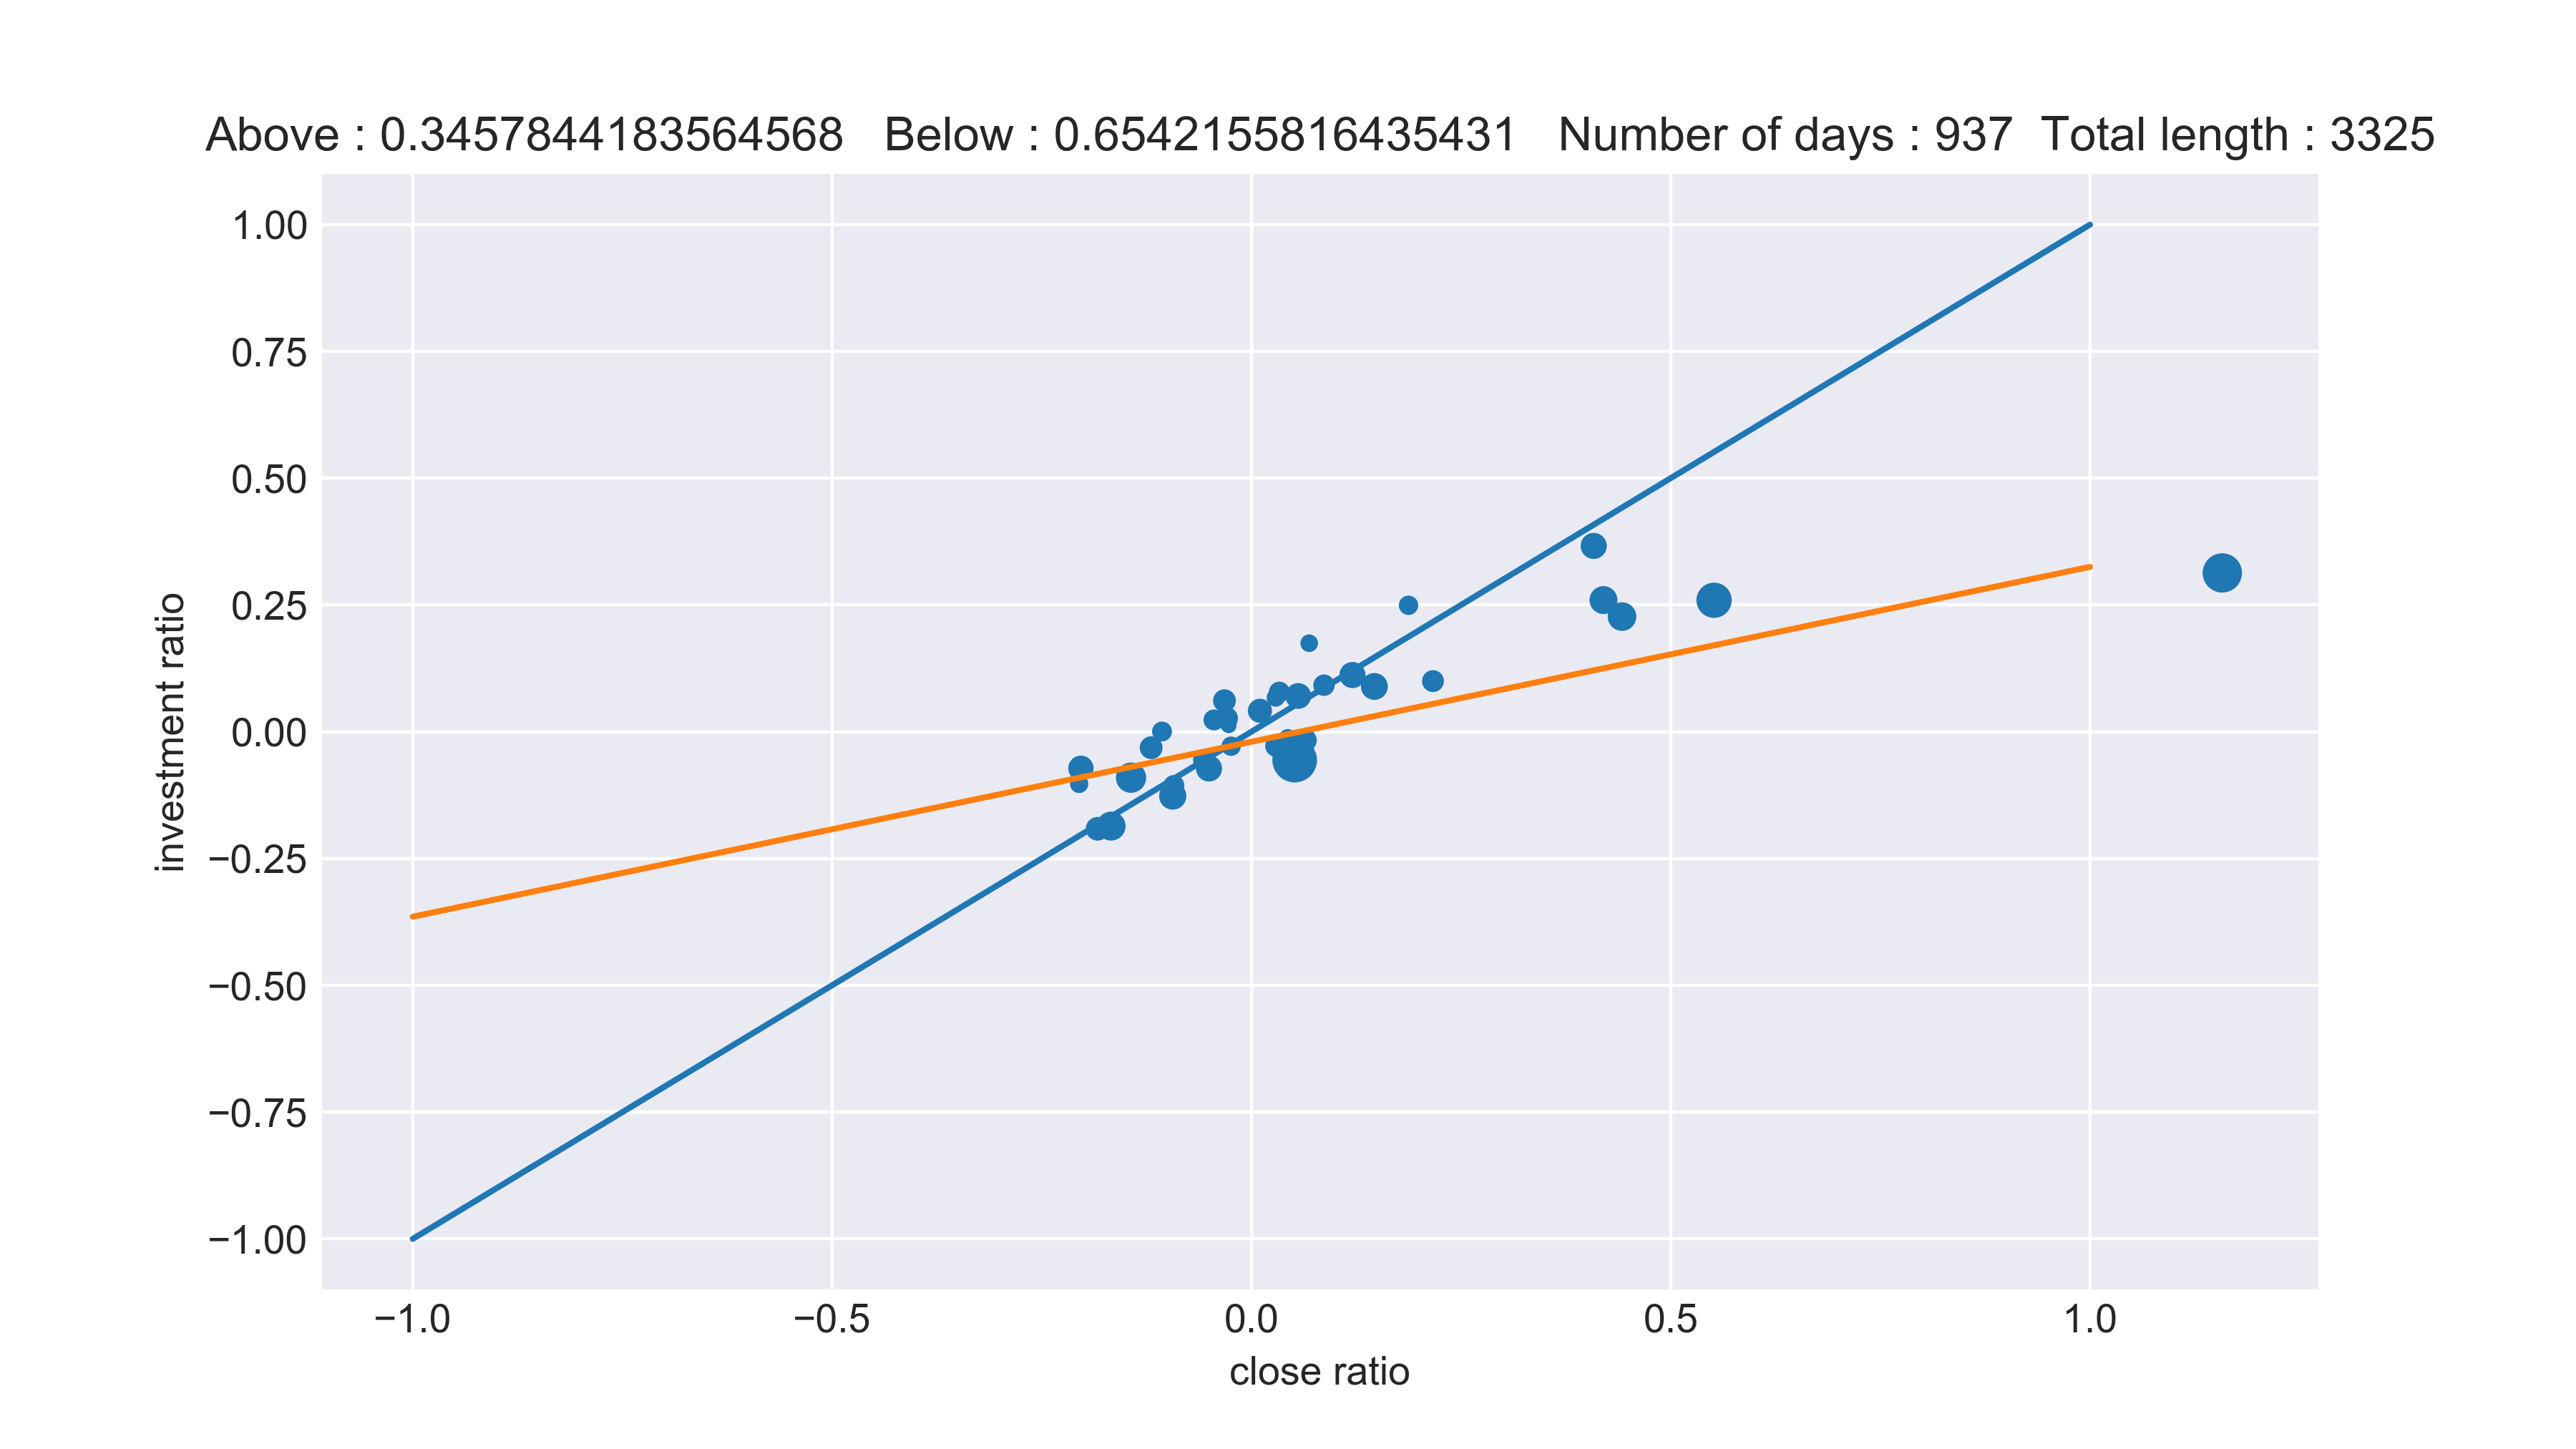 Above : 0.3457844183564568 Below : 0.6542155816435431 Number of days : 937 Total length : 3325
1.00
0.75
0.50
0.25
0.00
−0.25
−0.50
−0.75
−1.00
investment ratio
−1.0 −0.5 0.0 0.5 1.0
close ratio